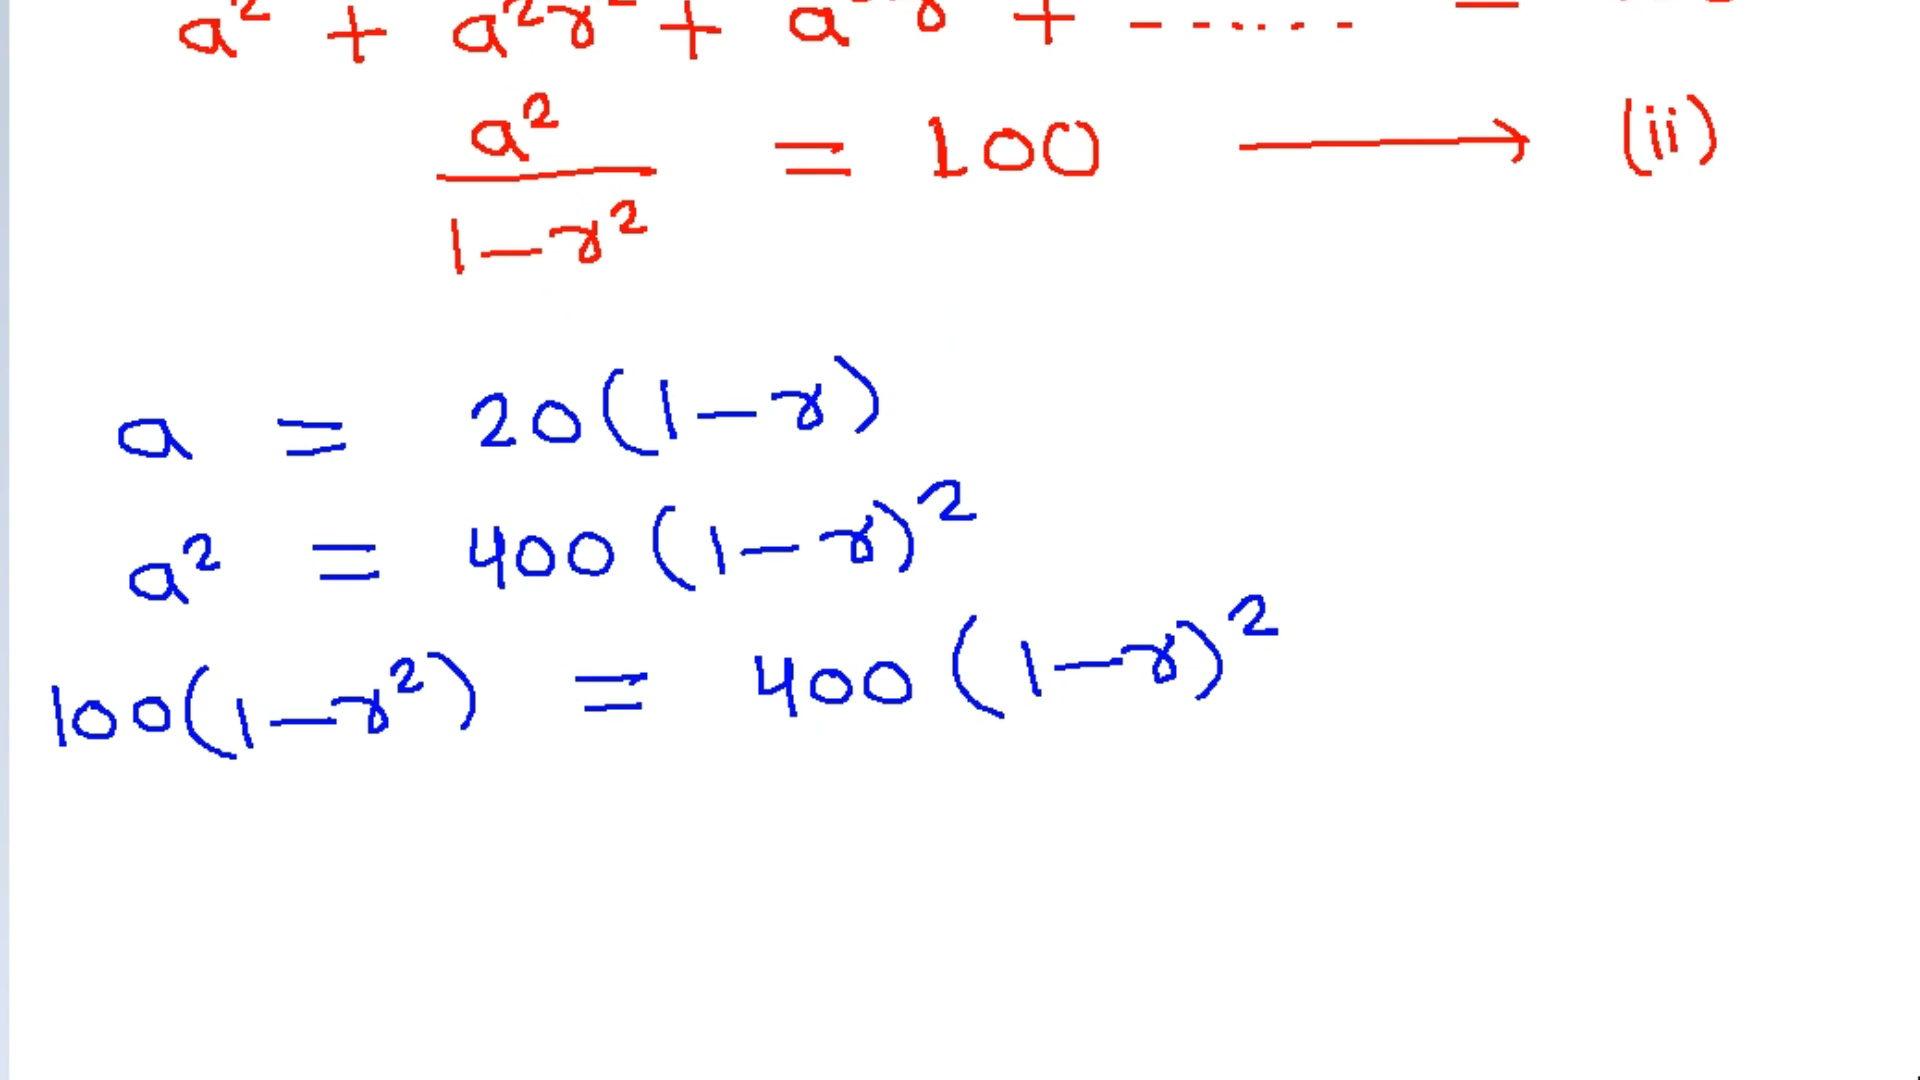 a² + a²r² + a²r + -------- =
a²/(1-r²) = 100 ⟶ (ii)
a = 20(1-r)
a² = 400(1-r)²
100(1-r²) = 400(1-r)²